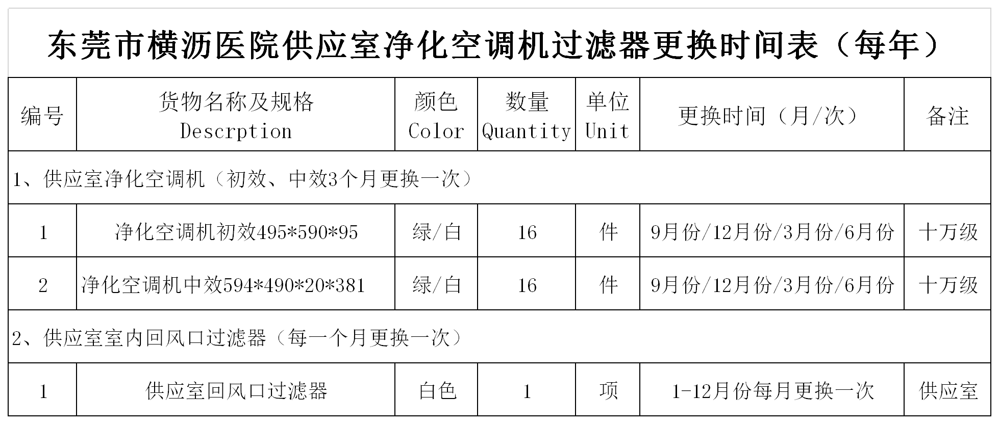 东莞市横沥医院供应室净化空调机过滤器更换时间表（每年）
编号
货物名称及规格
Descrption
颜色
Color
数量
Quantity
单位
Unit
更换时间（月/次）
备注
1、供应室净化空调机（初效、中效3个月更换一次）
1
净化空调机初效495*590*95
绿/白
16
件
9月份/12月份/3月份/6月份
十万级
2
净化空调机中效594*490*20*381
绿/白
16
件
9月份/12月份/3月份/6月份
十万级
2、供应室室内回风口过滤器（每一个月更换一次）
1
供应室回风口过滤器
白色
1
项
1-12月份每月更换一次
供应室